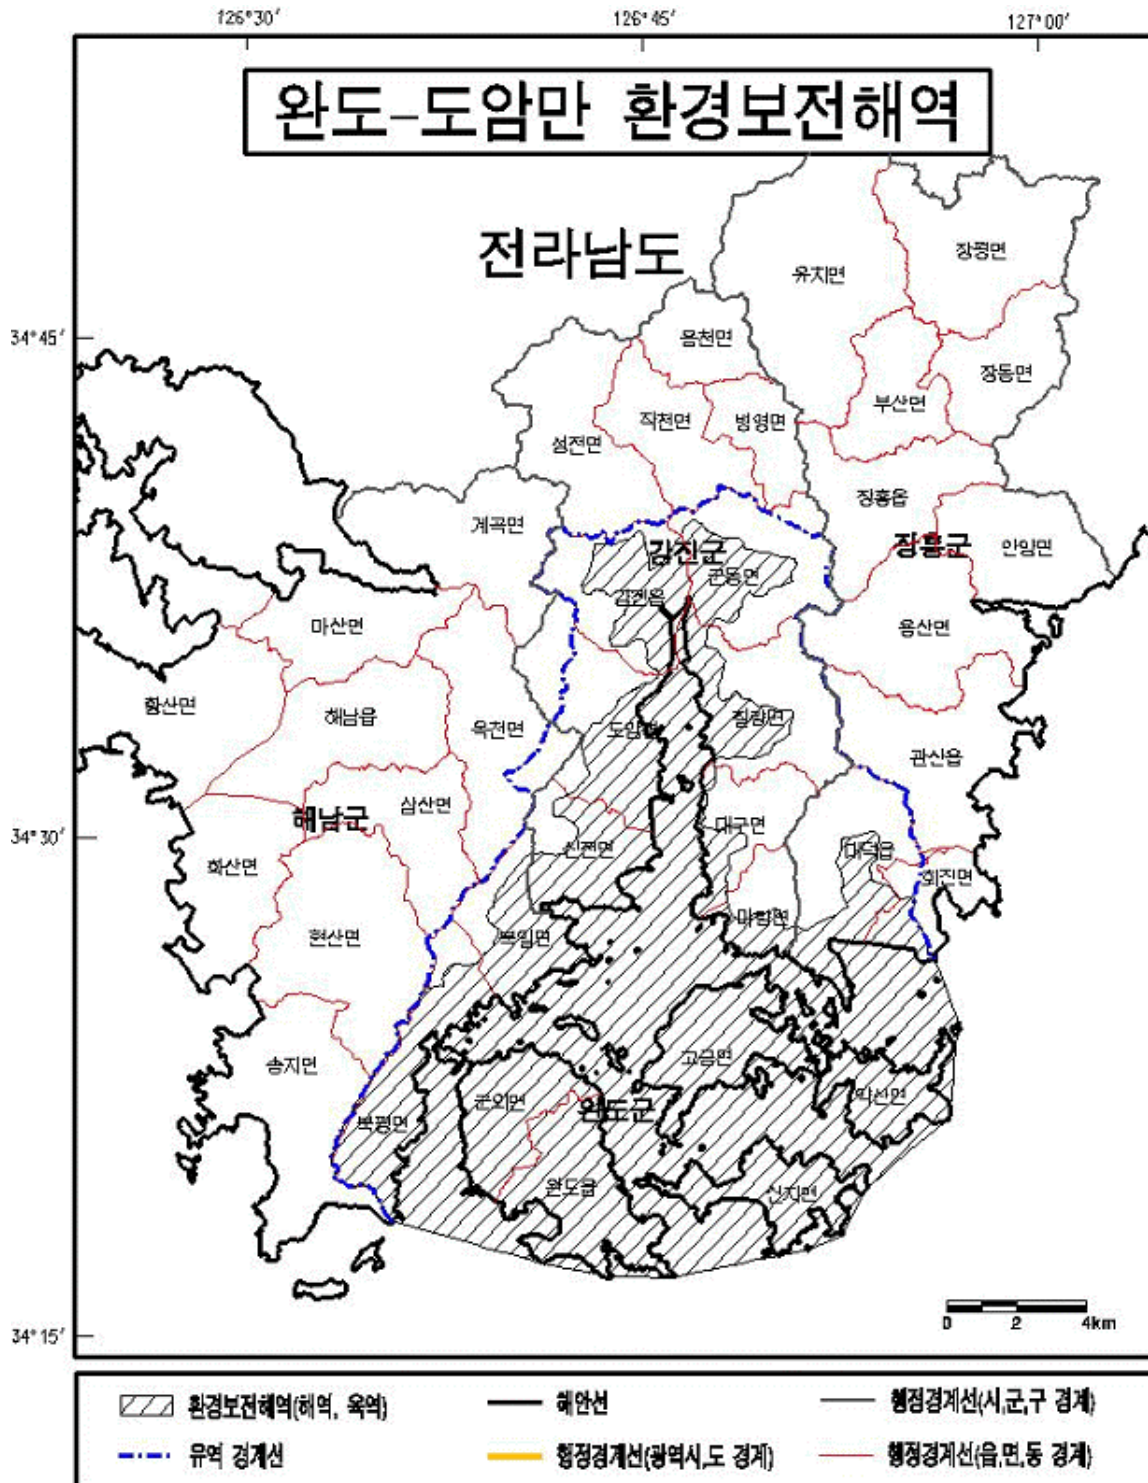 126°30′ 126°45′ 127°00′
완도-도암만 환경보전해역
전라남도
장평면
유치면
34°45′
옴천면
장동면
부산면
작천면
병영면
성전면
장흥읍
계곡면
장흥군
안양면
강진군
군동면
강진읍
마산면
용산면
황산면
해남읍
옥천면
도암면
칠량면
관산읍
삼산면
해남군
대구면
34°30′
신전면
대덕읍
화산면
회진면
마량면
현산면
북일면
고금면
송지면
군외면
약산면
완도군
북평면
완도읍
신지면
0 2 4km
34°15′
환경보전해역(해역, 육역) 해안선 행정경계선(시,군,구 경계)
유역 경계선 행정경계선(광역시,도 경계) 행정경계선(읍,면,동 경계)